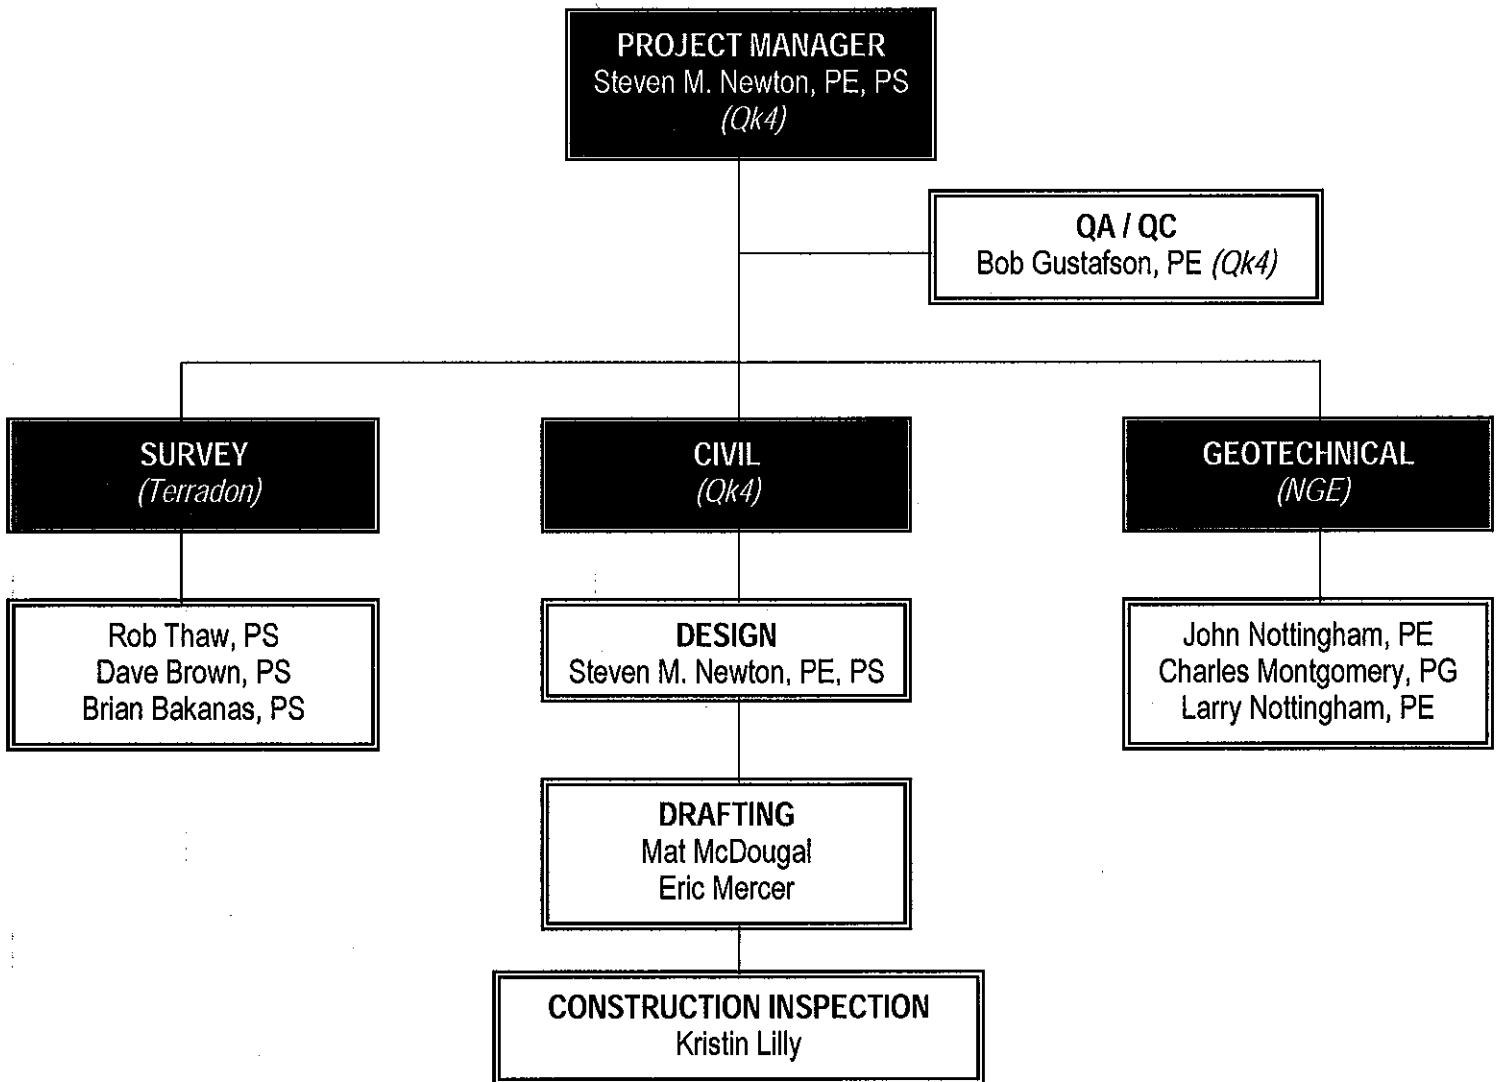 PROJECT MANAGER
Steven M. Newton, PE, PS
(Qk4)
QA / QC
Bob Gustafson, PE (Qk4)
SURVEY
(Terradon)
CIVIL
(Qk4)
GEOTECHNICAL
(NGE)
Rob Thaw, PS
Dave Brown, PS
Brian Bakanas, PS
DESIGN
Steven M. Newton, PE, PS
John Nottingham, PE
Charles Montgomery, PG
Larry Nottingham, PE
DRAFTING
Mat McDougal
Eric Mercer
CONSTRUCTION INSPECTION
Kristin Lilly